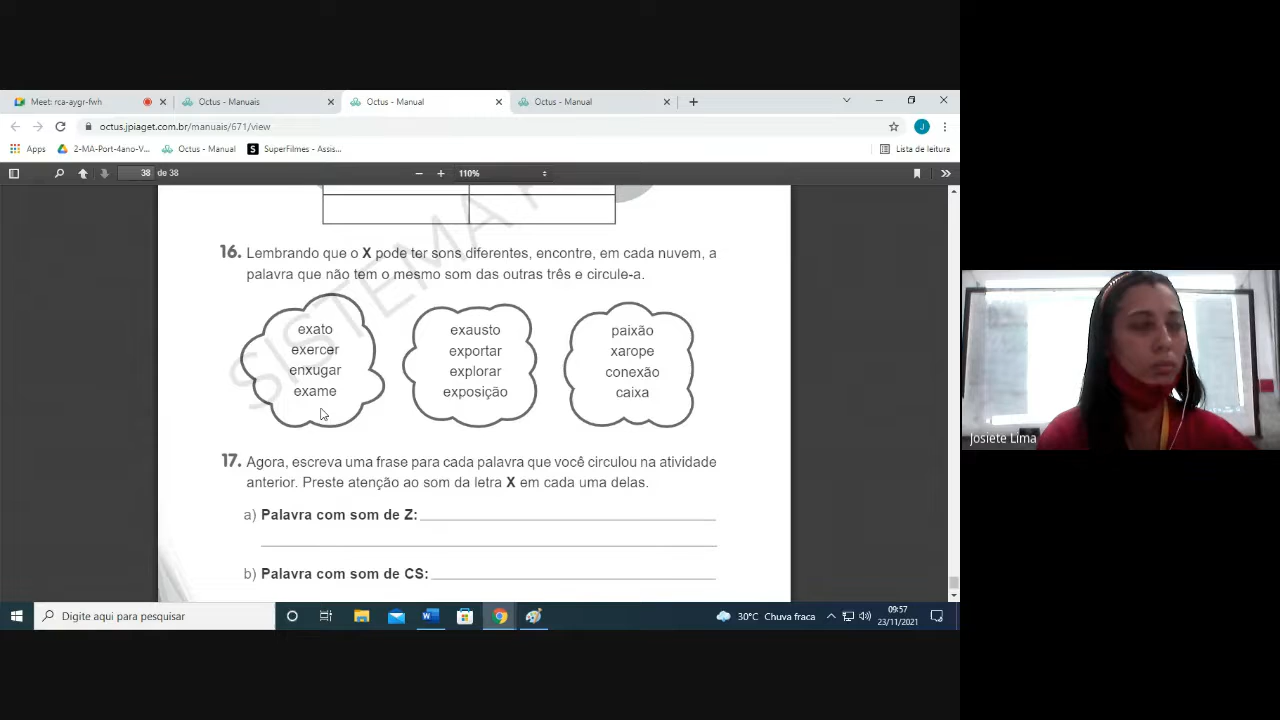 Meet: rca-aygr-fwh
Octus - Manuais
Octus - Manual
Octus - Manual
octus.jpiaget.com.br/manuais/671/view
Apps
2-MA-Port-4ano-V...
Octus - Manual
SuperFilmes - Assis...
Lista de leitura
38 de 38
110%
SISTEMA
16. Lembrando que o X pode ter sons diferentes, encontre, em cada nuvem, a
palavra que não tem o mesmo som das outras três e circule-a.
exato
exercer
enxugar
exame
exausto
exportar
explorar
exposição
paixão
xarope
conexão
caixa
17. Agora, escreva uma frase para cada palavra que você circulou na atividade
anterior. Preste atenção ao som da letra X em cada uma delas.
a) Palavra com som de Z:
b) Palavra com som de CS:
Josiete Lima
Digite aqui para pesquisar
30°C Chuva fraca
09:57
23/11/2021